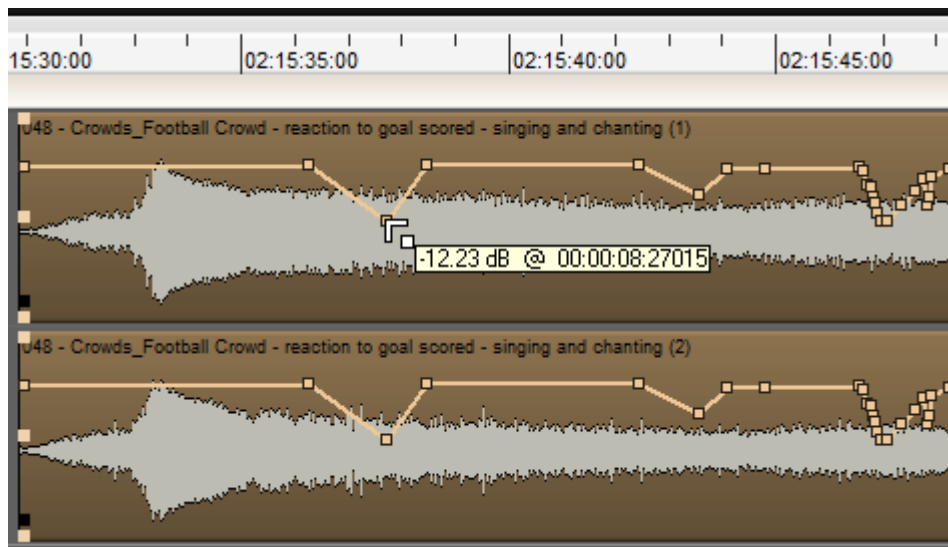 15:30:00 02:15:35:00 02:15:40:00 02:15:45:00
048 - Crowds_Football Crowd - reaction to goal scored - singing and chanting (1)
-12.23 dB @ 00:00:08:27015
048 - Crowds_Football Crowd - reaction to goal scored - singing and chanting (2)